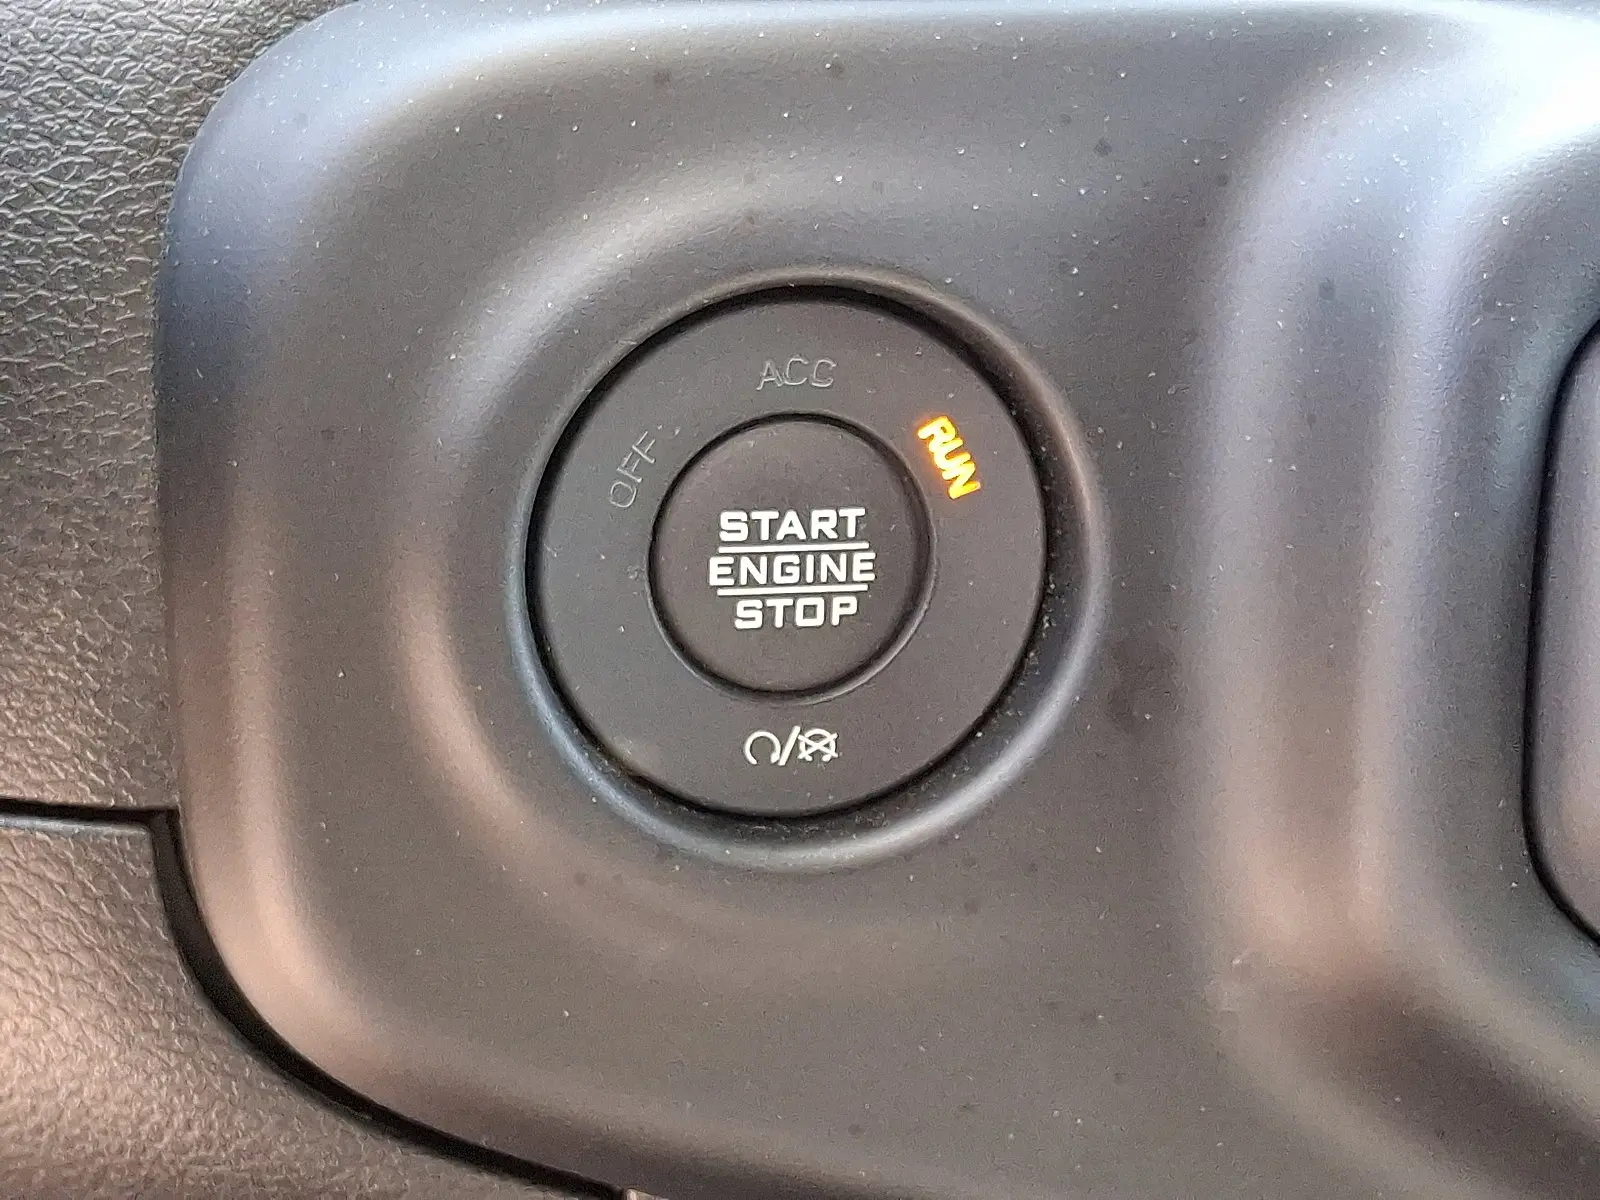 ACC
OFF
RUN
START
ENGINE
STOP